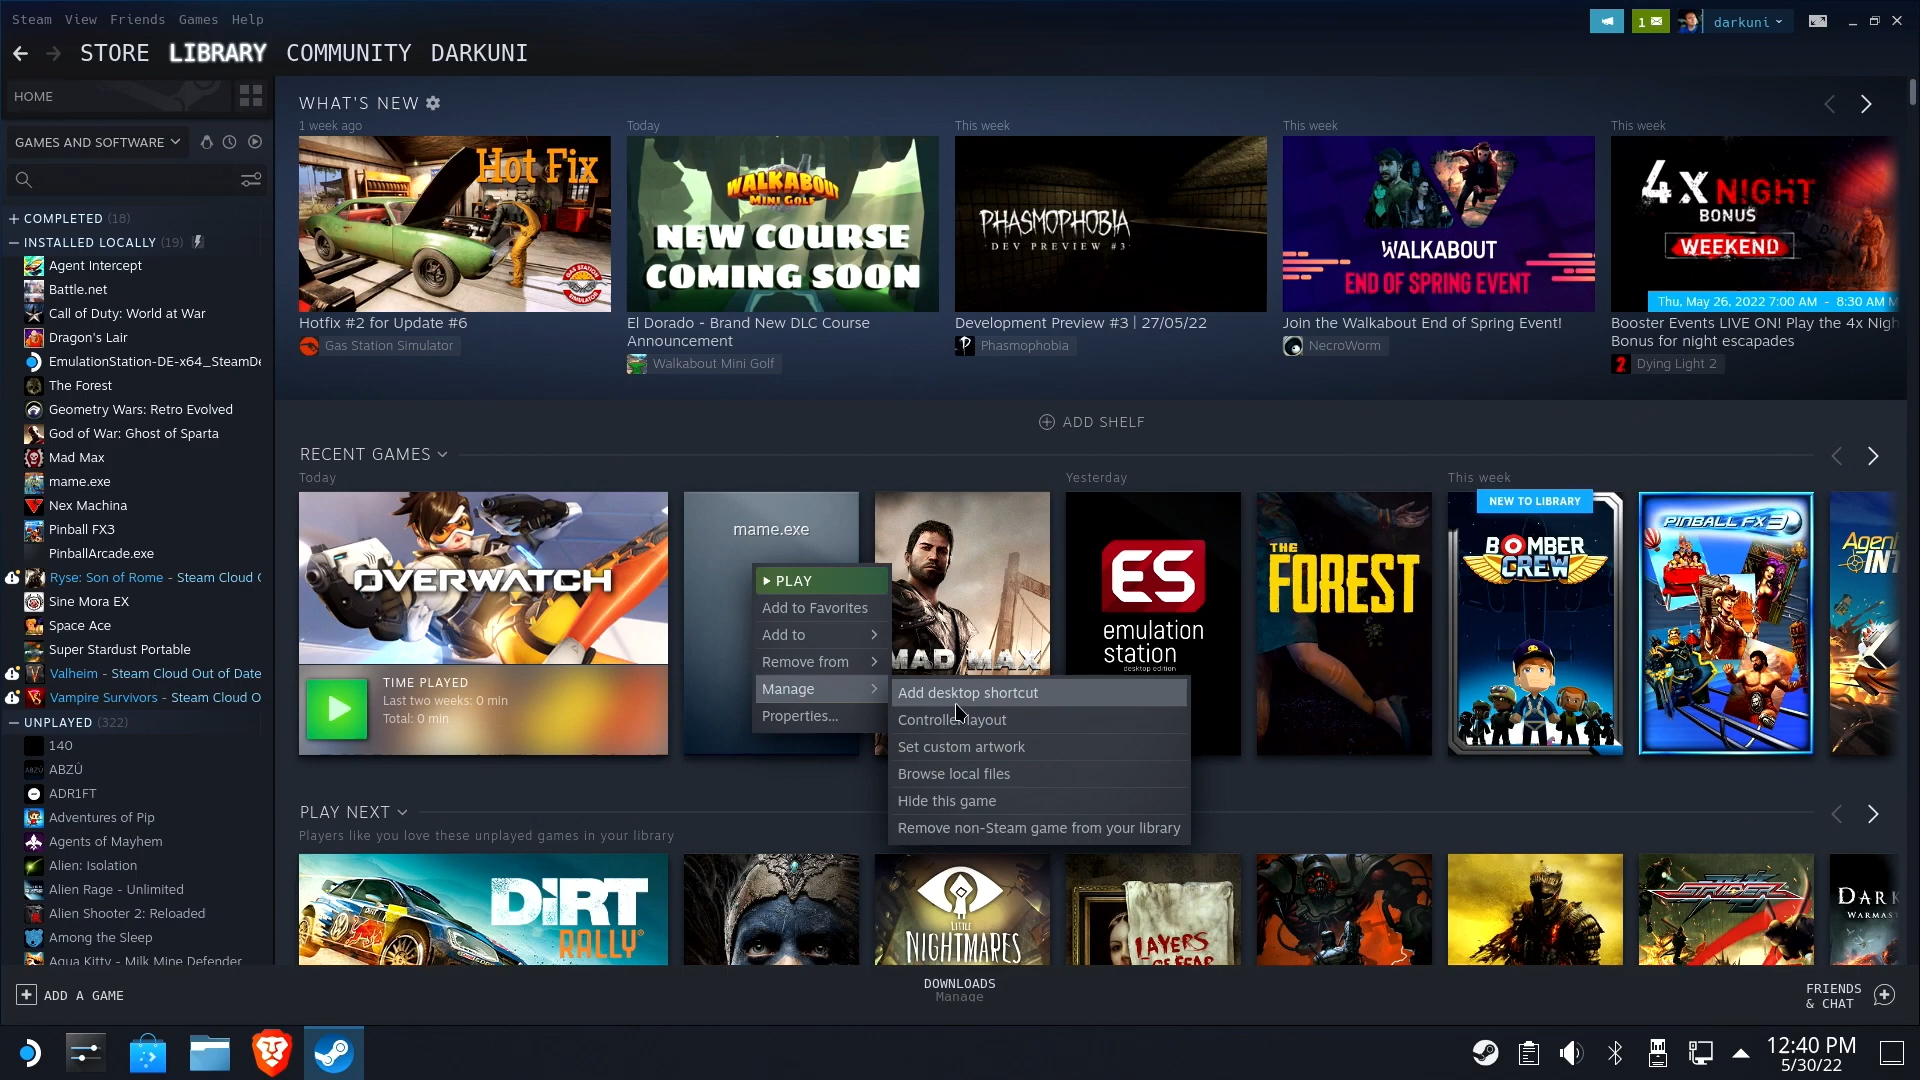 Steam View Friends Games Help
1
darkuni
STORE LIBRARY COMMUNITY DARKUNI
HOME
GAMES AND SOFTWARE
COMPLETED (18)
INSTALLED LOCALLY (19)
Agent Intercept
Battle.net
Call of Duty: World at War
Dragon's Lair
EmulationStation-DE-x64_SteamDe
The Forest
Geometry Wars: Retro Evolved
God of War: Ghost of Sparta
Mad Max
mame.exe
Nex Machina
Pinball FX3
PinballArcade.exe
Ryse: Son of Rome - Steam Cloud
Sine Mora EX
Space Ace
Super Stardust Portable
Valheim - Steam Cloud Out of Date
Vampire Survivors - Steam Cloud O
UNPLAYED (322)
140
ABZÛ
ADR1FT
Adventures of Pip
Agents of Mayhem
Alien: Isolation
Alien Rage - Unlimited
Alien Shooter 2: Reloaded
Among the Sleep
Aqua Kitty - Milk Mine Defender
WHAT'S NEW
1 week ago
Hot Fix
GAS STATION SIMULATOR
Hotfix #2 for Update #6
Gas Station Simulator
Today
WALKABOUT
MINI GOLF
NEW COURSE
COMING SOON
El Dorado - Brand New DLC Course
Announcement
Walkabout Mini Golf
This week
PHASMOPHOBIA
DEV PREVIEW #3
Development Preview #3 | 27/05/22
Phasmophobia
This week
WALKABOUT
END OF SPRING EVENT
Join the Walkabout End of Spring Event!
NecroWorm
This week
4X NIGHT
BONUS
WEEKEND
Thu, May 26, 2022 7:00 AM - 8:30 AM M
Booster Events LIVE ON! Play the 4x Nigh
Bonus for night escapades
2 Dying Light 2
ADD SHELF
RECENT GAMES
Today
OVERWATCH
TIME PLAYED
Last two weeks: 0 min
Total: 0 min
mame.exe
MAD MAX
PLAY
Add to Favorites
Add to
Remove from
Manage
Properties...
Add desktop shortcut
Controller layout
Set custom artwork
Browse local files
Hide this game
Remove non-Steam game from your library
Yesterday
ES
emulation
station
desktop edition
THE
FOREST
This week
NEW TO LIBRARY
BOMBER
CREW
PINBALL FX3
Agent
INT
PLAY NEXT
Players like you love these unplayed games in your library
DiRT
RALLY
LITTLE
NIGHTMARES
LAYERS
OF FEAR
STRIDER
DARK
WARMAS
ADD A GAME
DOWNLOADS
Manage
FRIENDS
& CHAT
12:40 PM
5/30/22